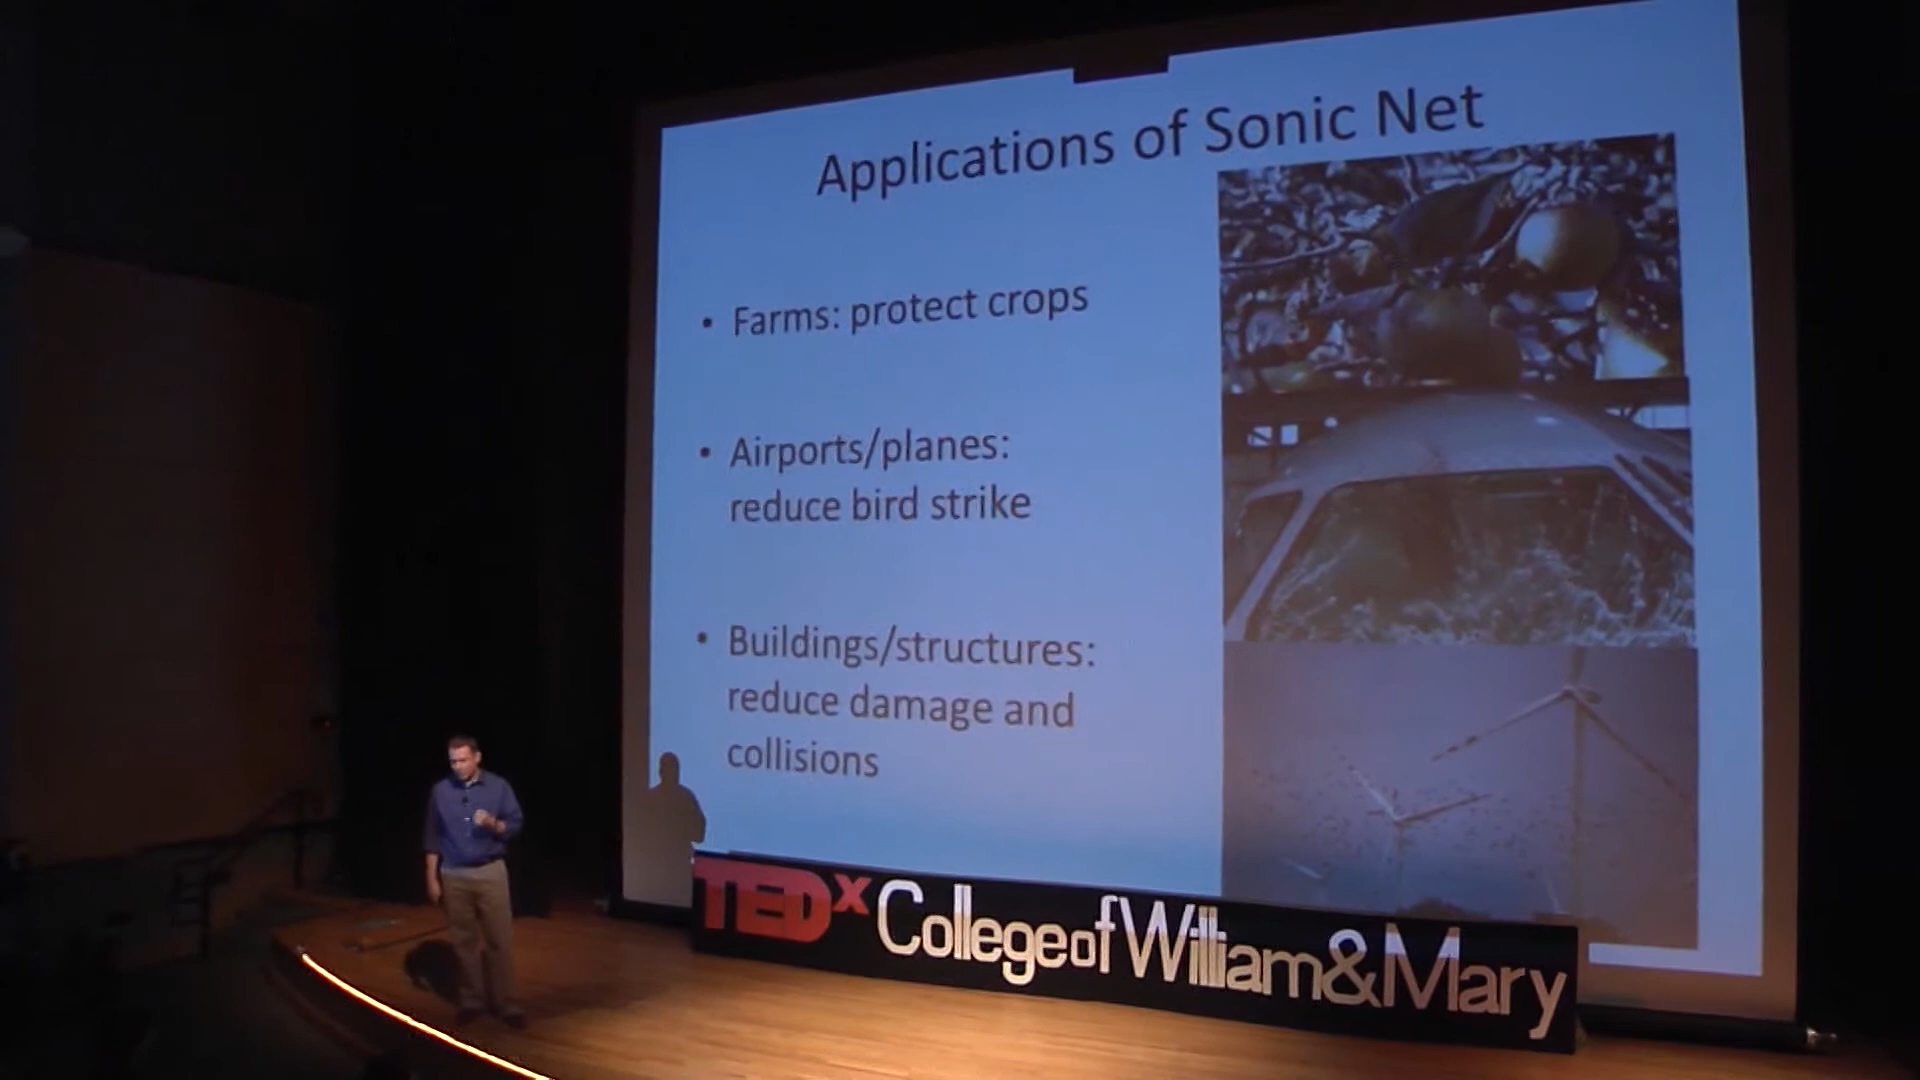 Applications of Sonic Net
• Farms: protect crops
• Airports/planes:
reduce bird strike
• Buildings/structures:
reduce damage and
collisions
TEDx College of William & Mary